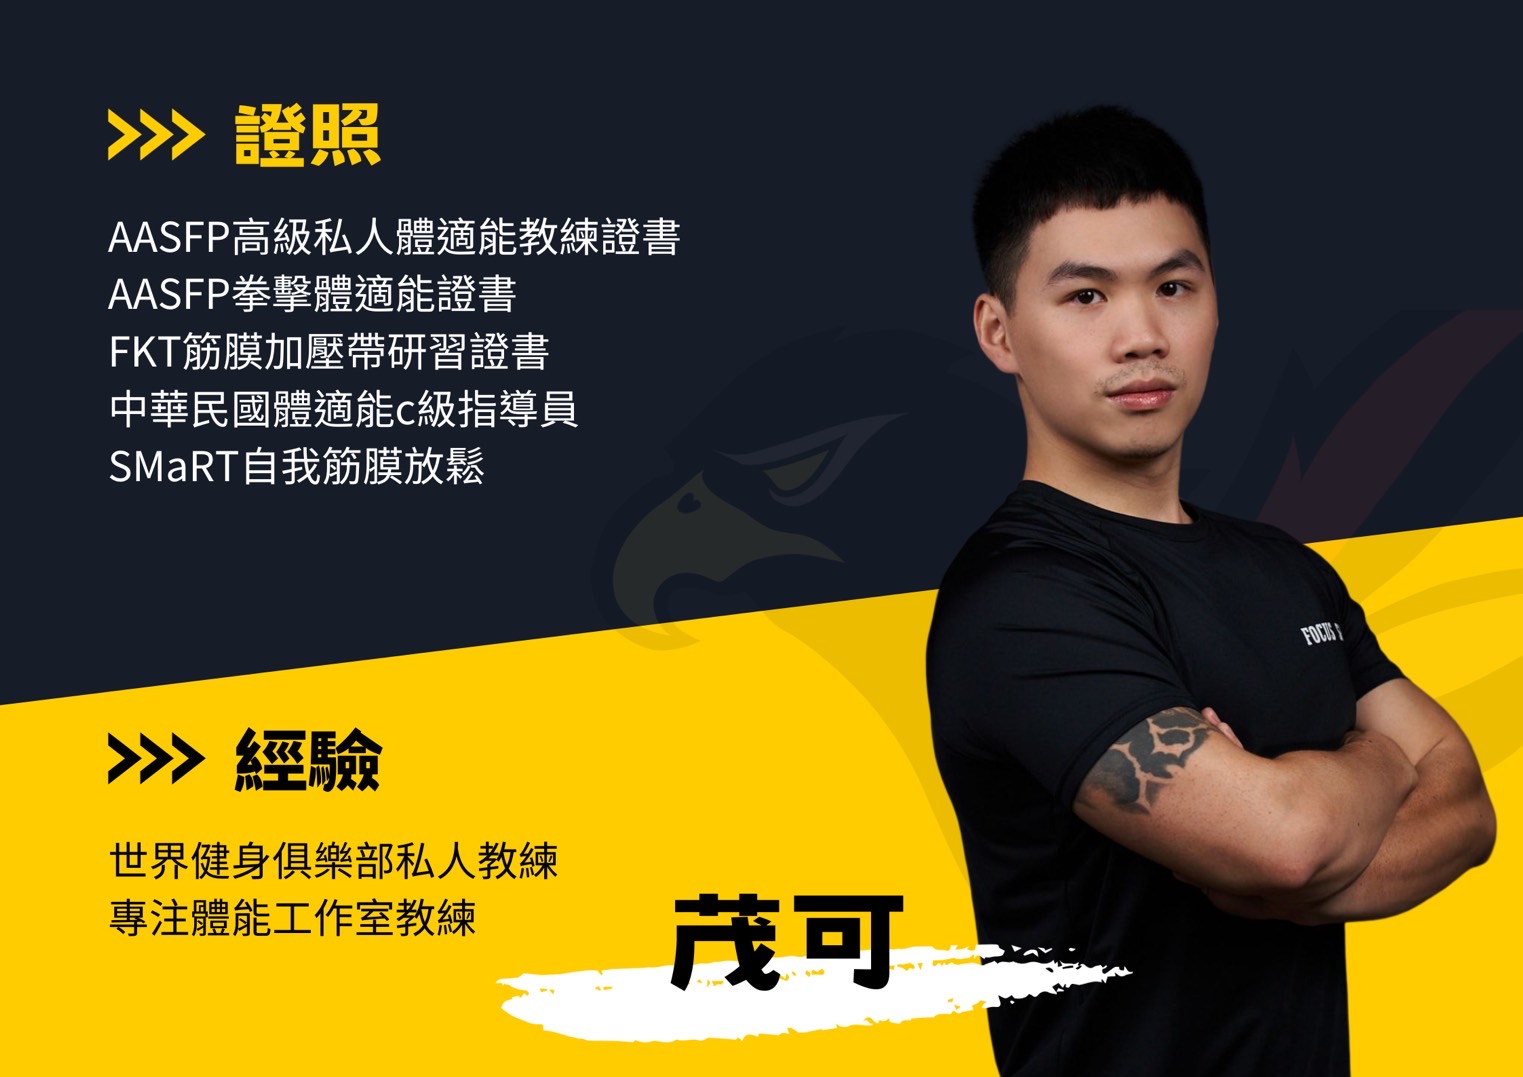 證照
AASFP高級私人體適能教練證書
AASFP拳擊體適能證書
FKT筋膜加壓帶研習證書
中華民國體適能c級指導員
SMaRT自我筋膜放鬆
FOCUS
經驗
世界健身俱樂部私人教練
專注體能工作室教練
茂可